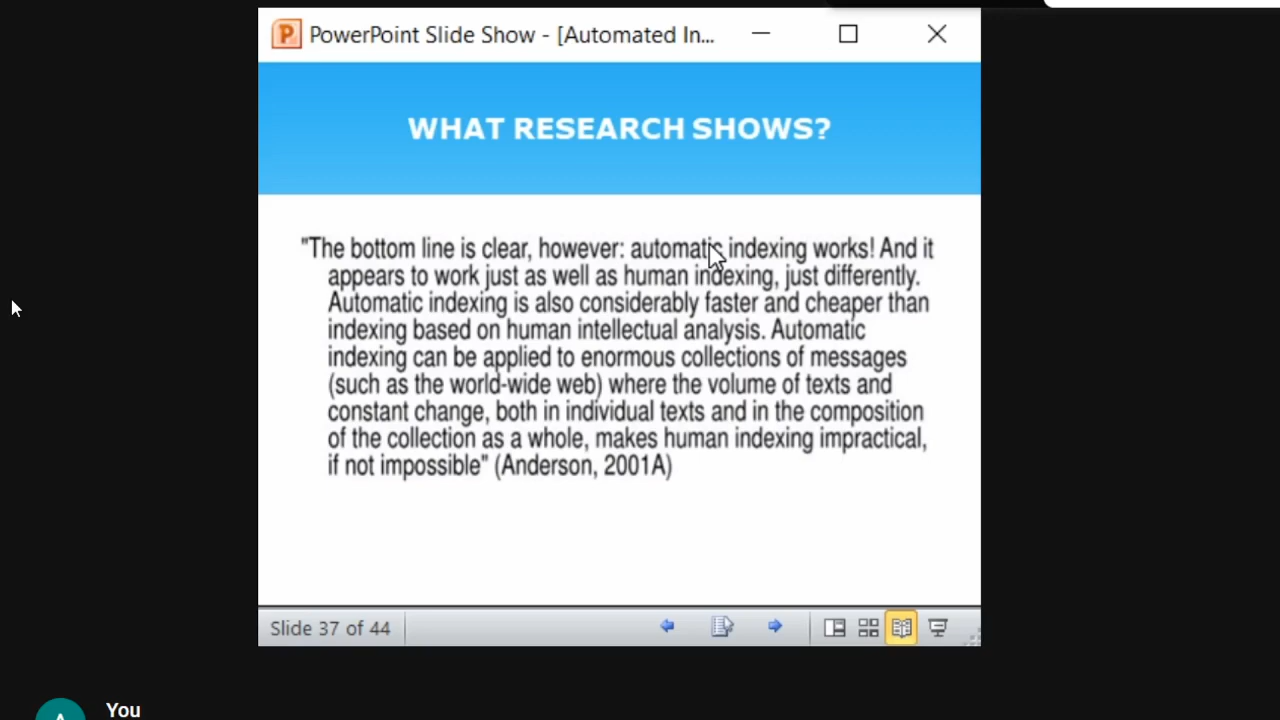 PowerPoint Slide Show - [Automated In...
WHAT RESEARCH SHOWS?
"The bottom line is clear, however: automatic indexing works! And it
appears to work just as well as human indexing, just differently.
Automatic indexing is also considerably faster and cheaper than
indexing based on human intellectual analysis. Automatic
indexing can be applied to enormous collections of messages
(such as the world-wide web) where the volume of texts and
constant change, both in individual texts and in the composition
of the collection as a whole, makes human indexing impractical,
if not impossible" (Anderson, 2001A)
Slide 37 of 44
You
A